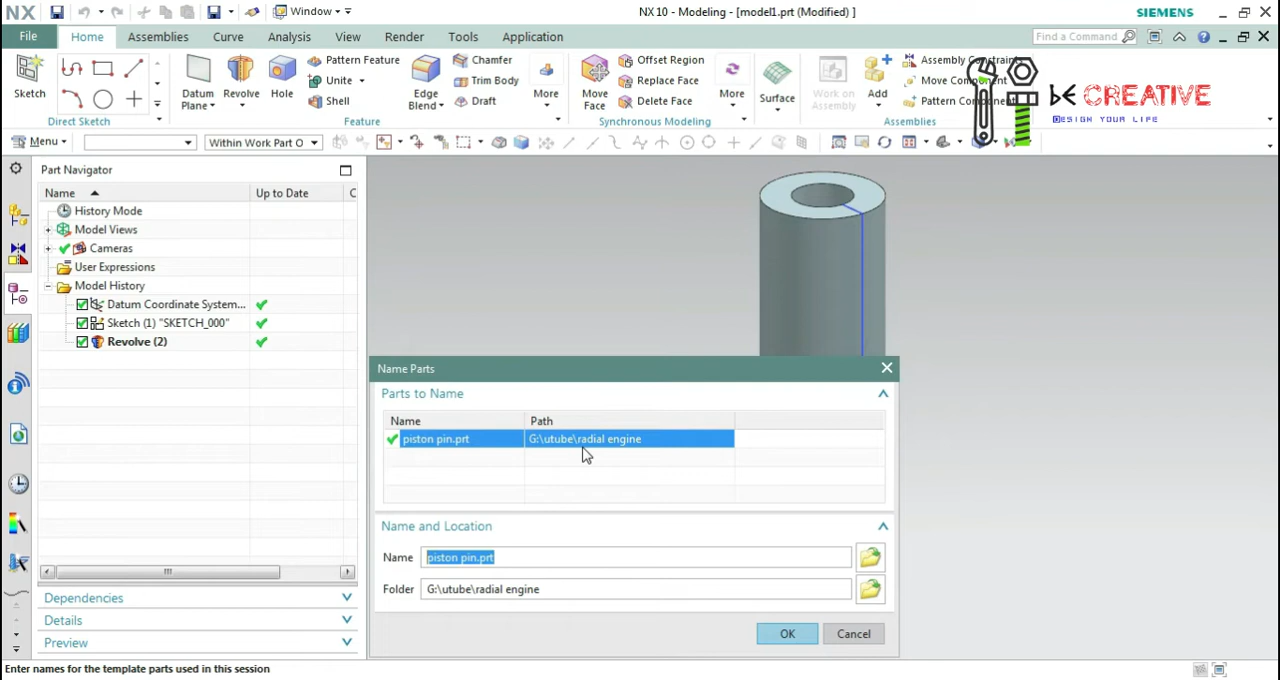 NX
Window
NX 10 - Modeling - [model1.prt (Modified) ]
SIEMENS
File
Home
Assemblies
Curve
Analysis
View
Render
Tools
Application
Find a Command
Sketch
Direct Sketch
Datum
Plane
Revolve
Hole
Pattern Feature
Unite
Shell
Edge
Blend
Chamfer
Trim Body
Draft
More
Feature
Move
Face
Offset Region
Replace Face
Delete Face
More
Synchronous Modeling
Surface
Work on
Assembly
Add
Assembly Constraints
Move Component
Pattern Component
Assemblies
BE CREATIVE
DESIGN YOUR LIFE
Menu
Within Work Part O
Part Navigator
Name
Up to Date
C
History Mode
Model Views
Cameras
User Expressions
Model History
Datum Coordinate System...
Sketch (1) "SKETCH_000"
Revolve (2)
Dependencies
Details
Preview
Name Parts
Parts to Name
Name
Path
piston pin.prt
G:\utube\radial engine
Name and Location
Name
piston pin.prt
Folder
G:\utube\radial engine
OK
Cancel
Enter names for the template parts used in this session